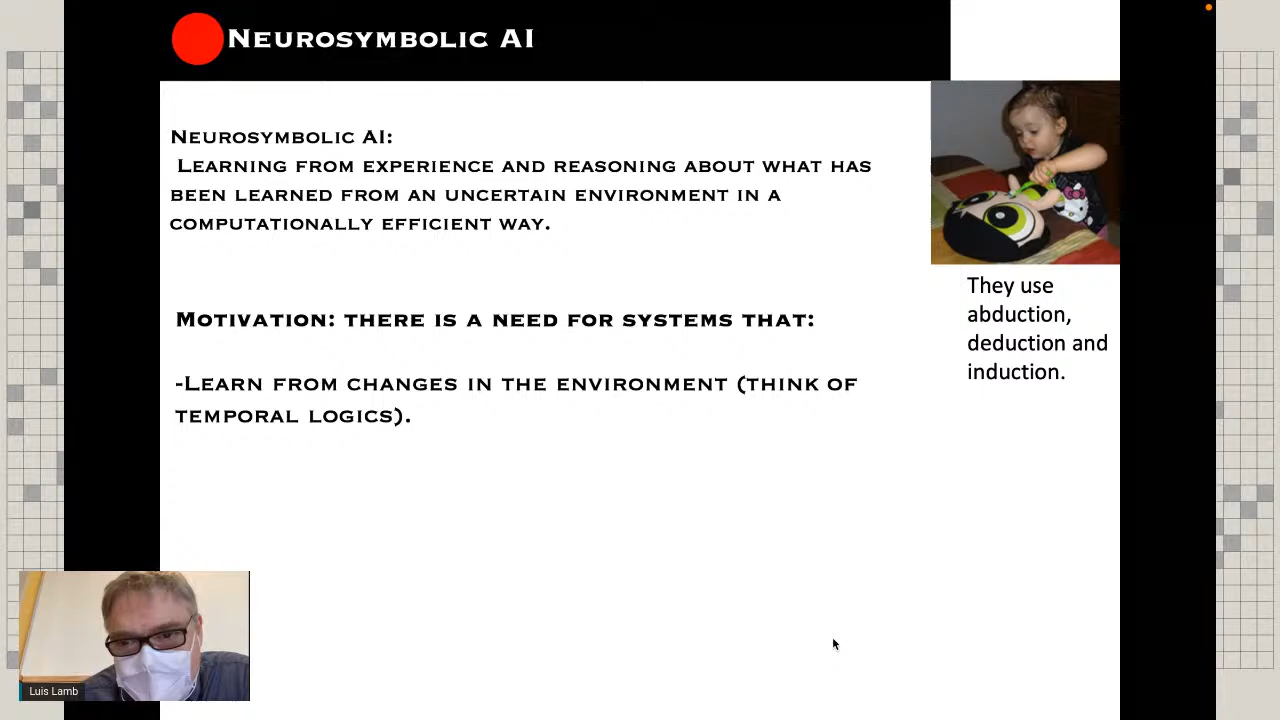 NEUROSYMBOLIC AI
NEUROSYMBOLIC AI:
LEARNING FROM EXPERIENCE AND REASONING ABOUT WHAT HAS
BEEN LEARNED FROM AN UNCERTAIN ENVIRONMENT IN A
COMPUTATIONALLY EFFICIENT WAY.
MOTIVATION: THERE IS A NEED FOR SYSTEMS THAT:
-LEARN FROM CHANGES IN THE ENVIRONMENT (THINK OF
TEMPORAL LOGICS).
They use
abduction,
deduction and
induction.
Luis Lamb